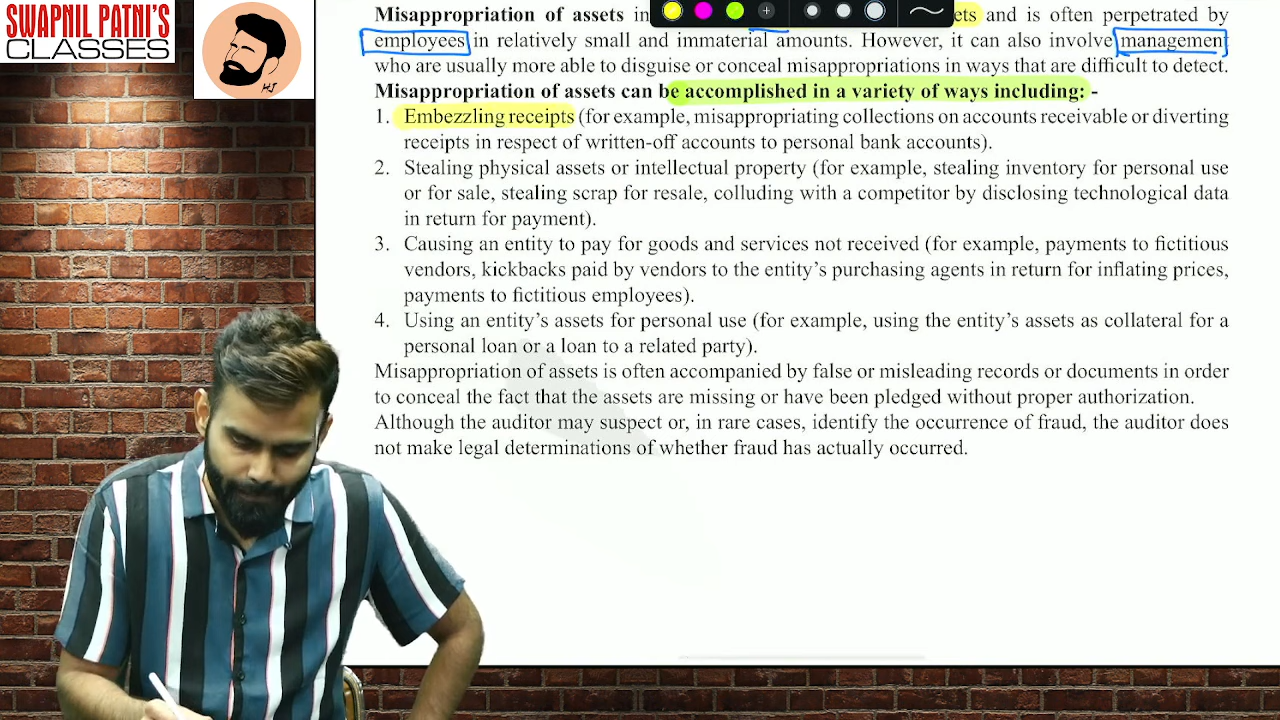 SWAPNIL PATNI'S
CLASSES
HJ
Misappropriation of assets in ets and is often perpetrated by
employees in relatively small and immaterial amounts. However, it can also involve management
who are usually more able to disguise or conceal misappropriations in ways that are difficult to detect.
Misappropriation of assets can be accomplished in a variety of ways including: -
1. Embezzling receipts (for example, misappropriating collections on accounts receivable or diverting
receipts in respect of written-off accounts to personal bank accounts).
2. Stealing physical assets or intellectual property (for example, stealing inventory for personal use
or for sale, stealing scrap for resale, colluding with a competitor by disclosing technological data
in return for payment).
3. Causing an entity to pay for goods and services not received (for example, payments to fictitious
vendors, kickbacks paid by vendors to the entity's purchasing agents in return for inflating prices,
payments to fictitious employees).
4. Using an entity's assets for personal use (for example, using the entity's assets as collateral for a
personal loan or a loan to a related party).
Misappropriation of assets is often accompanied by false or misleading records or documents in order
to conceal the fact that the assets are missing or have been pledged without proper authorization.
Although the auditor may suspect or, in rare cases, identify the occurrence of fraud, the auditor does
not make legal determinations of whether fraud has actually occurred.